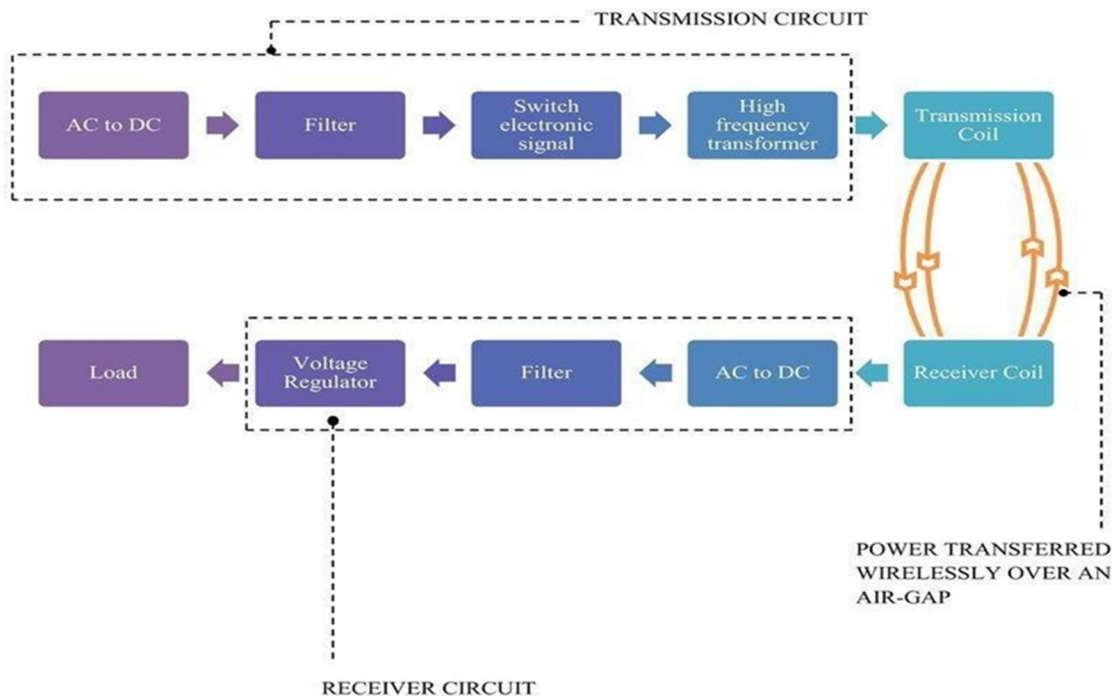 TRANSMISSION CIRCUIT
AC to DC
Filter
Switch
electronic
signal
High
frequency
transformer
Transmission
Coil
Load
Voltage
Regulator
Filter
AC to DC
Receiver Coil
POWER TRANSFERRED
WIRELESSLY OVER AN
AIR-GAP
RECEIVER CIRCUIT